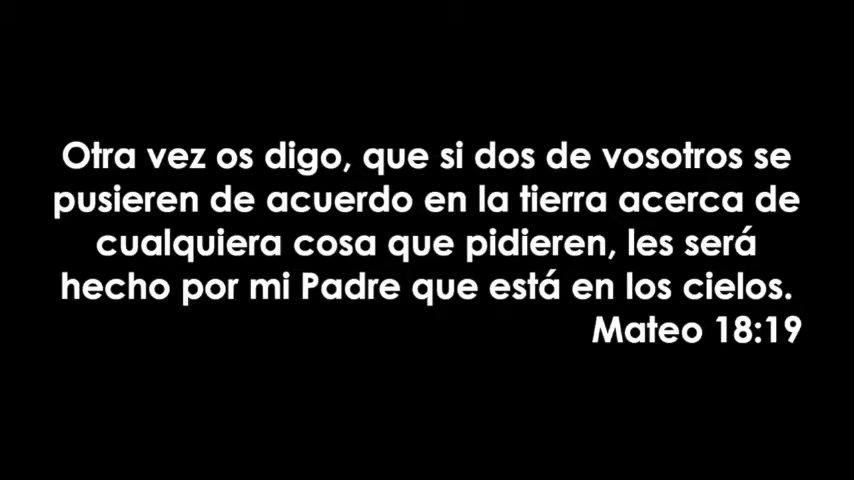 Otra vez os digo, que si dos de vosotros se
pusieren de acuerdo en la tierra acerca de
cualquiera cosa que pidieren, les será
hecho por mi Padre que está en los cielos.
Mateo 18:19